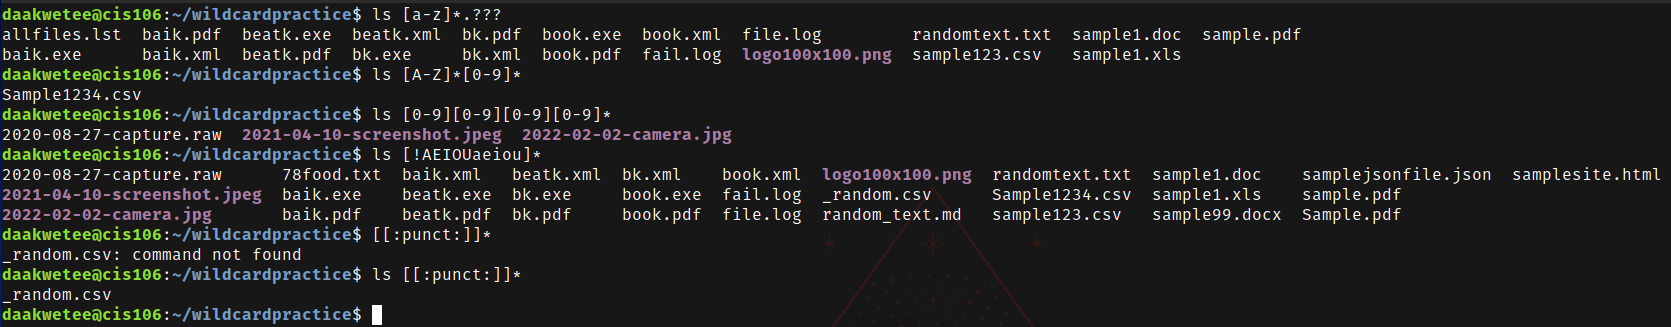 daakwetee@cis106:~/wildcardpractice$ ls [a-z]*.???
allfiles.lst  baik.pdf  beatk.exe  beatk.xml  bk.pdf  book.exe  book.xml  file.log         randomtext.txt  sample1.doc  sample.pdf
baik.exe      baik.xml  beatk.pdf  bk.exe     bk.xml  book.pdf  fail.log  logo100x100.png  sample123.csv   sample1.xls
daakwetee@cis106:~/wildcardpractice$ ls [A-Z]*[0-9]*
Sample1234.csv
daakwetee@cis106:~/wildcardpractice$ ls [0-9][0-9][0-9][0-9]*
2020-08-27-capture.raw  2021-04-10-screenshot.jpeg  2022-02-02-camera.jpg
daakwetee@cis106:~/wildcardpractice$ ls [!AEIOUaeiou]*
2020-08-27-capture.raw      78food.txt  baik.xml   beatk.xml  bk.xml    book.xml  logo100x100.png  randomtext.txt  sample1.doc    samplejsonfile.json  samplesite.html
2021-04-10-screenshot.jpeg  baik.exe    beatk.exe  bk.exe     book.exe  fail.log  _random.csv      Sample1234.csv  sample1.xls    sample.pdf
2022-02-02-camera.jpg       baik.pdf    beatk.pdf  bk.pdf     book.pdf  file.log  random_text.md   sample123.csv   sample99.docx  Sample.pdf
daakwetee@cis106:~/wildcardpractice$ [[:punct:]]*
_random.csv: command not found
daakwetee@cis106:~/wildcardpractice$ ls [[:punct:]]*
_random.csv
daakwetee@cis106:~/wildcardpractice$